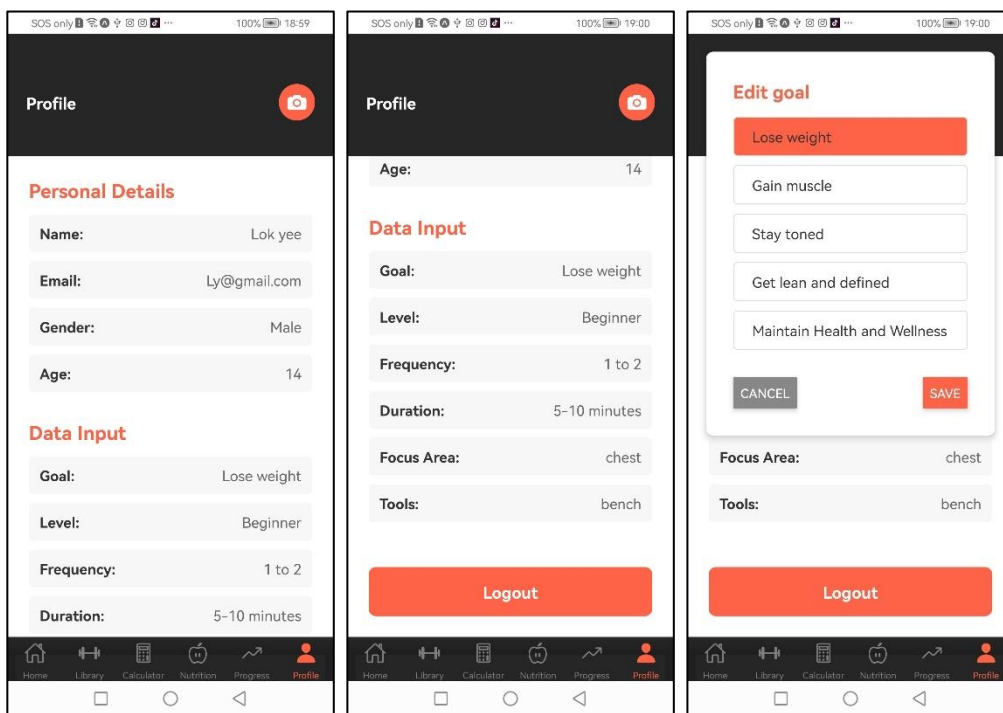 SOS only 100% 18:59
Profile
Personal Details
Name: Lok yee
Email: Ly@gmail.com
Gender: Male
Age: 14
Data Input
Goal: Lose weight
Level: Beginner
Frequency: 1 to 2
Duration: 5-10 minutes
Home Library Calculator Nutrition Progress Profile
SOS only 100% 19:00
Profile
Age: 14
Data Input
Goal: Lose weight
Level: Beginner
Frequency: 1 to 2
Duration: 5-10 minutes
Focus Area: chest
Tools: bench
Logout
Home Library Calculator Nutrition Progress Profile
SOS only 100% 19:00
Edit goal
Lose weight
Gain muscle
Stay toned
Get lean and defined
Maintain Health and Wellness
CANCEL SAVE
Focus Area: chest
Tools: bench
Logout
Home Library Calculator Nutrition Progress Profile